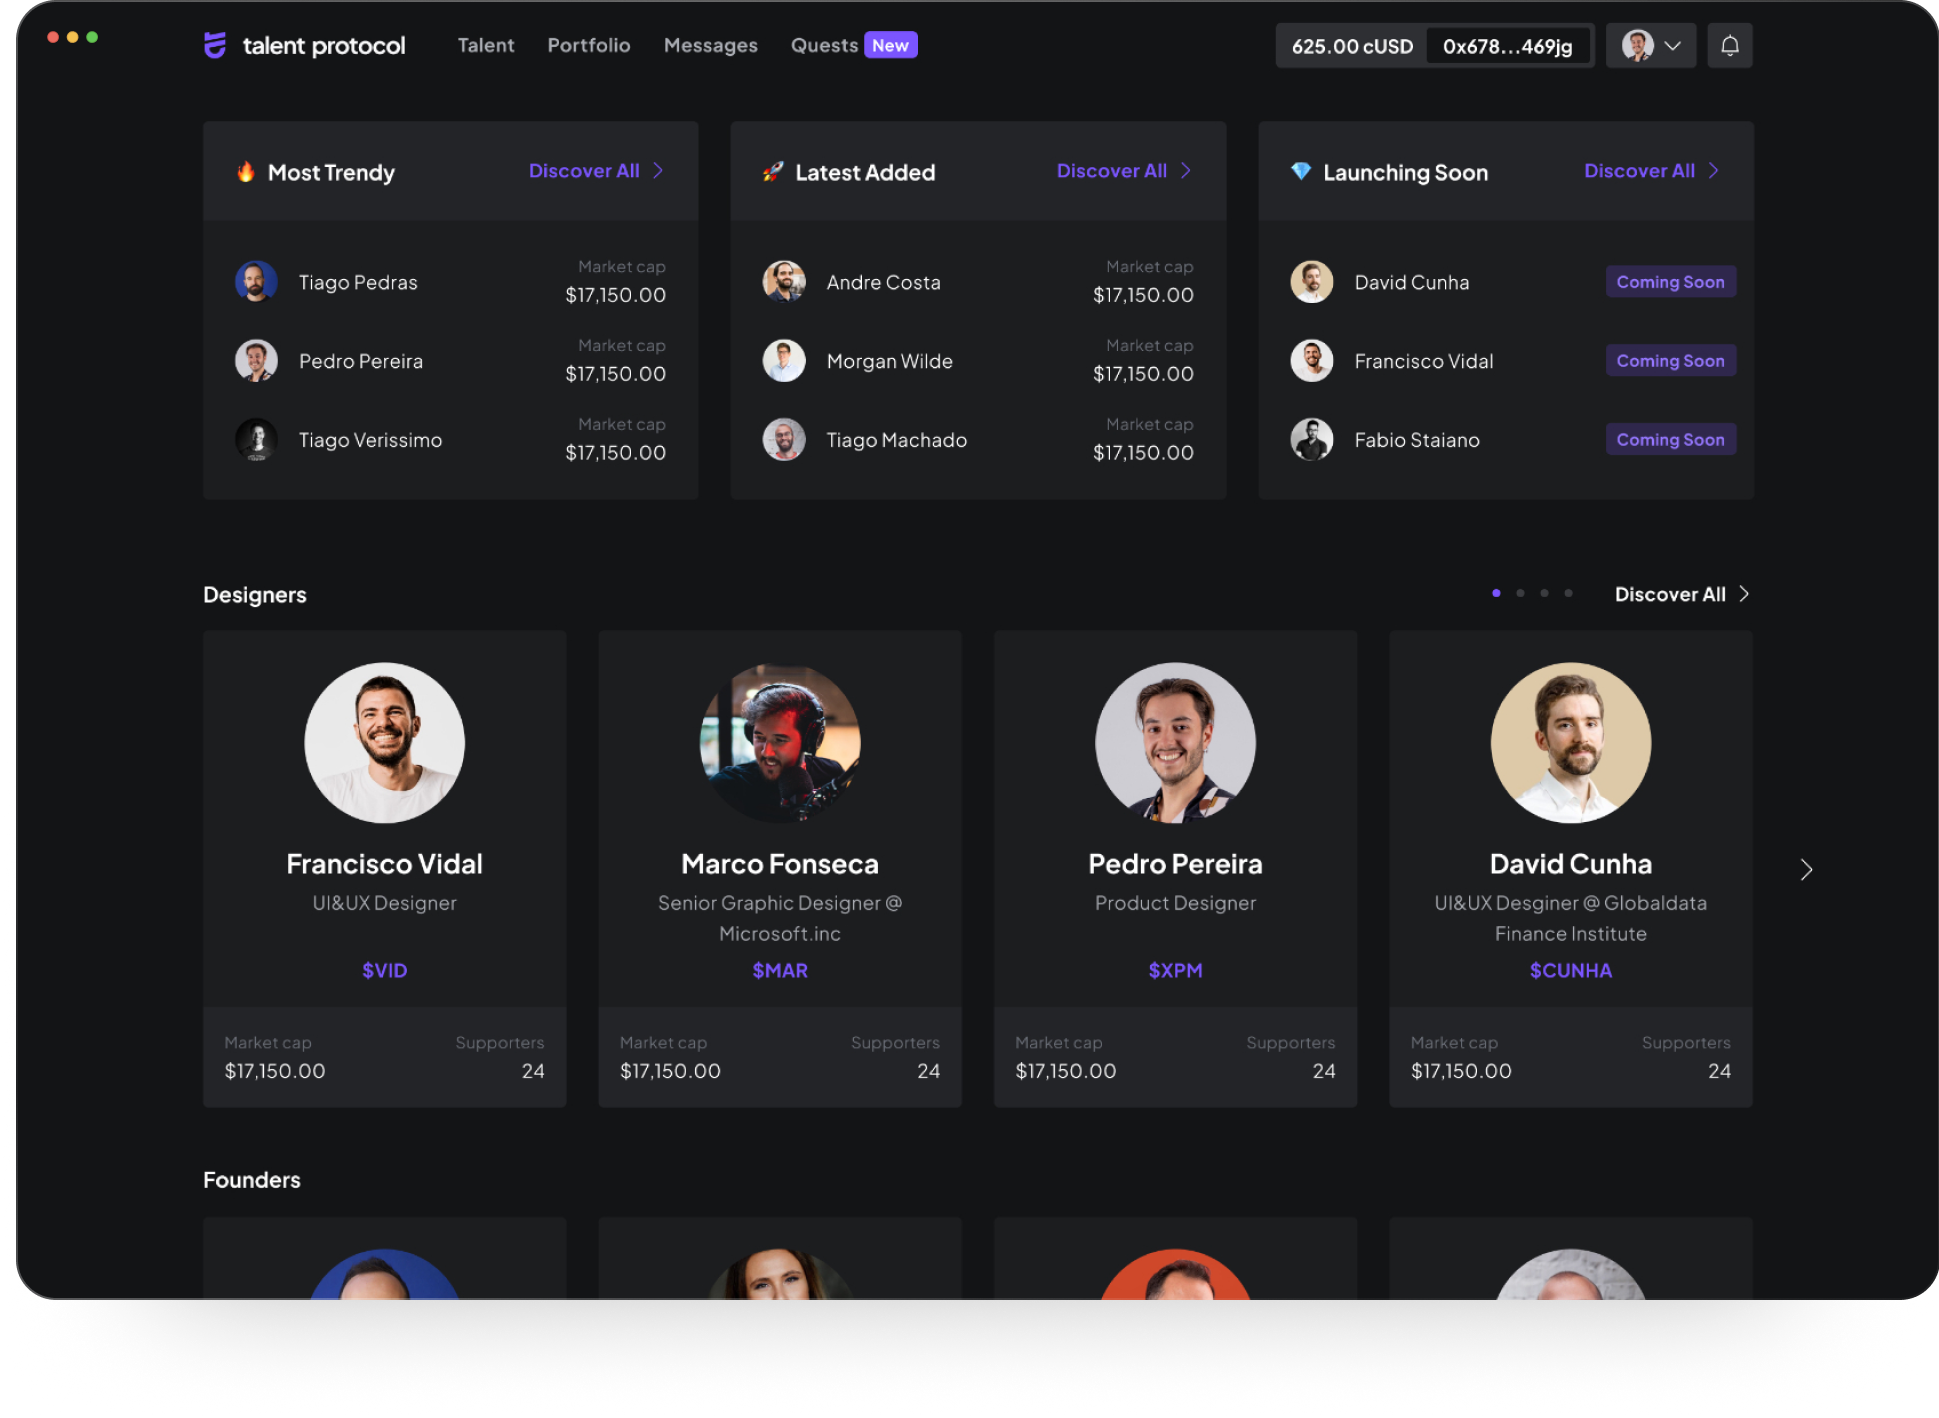 talent protocol Talent Portfolio Messages Quests New 625.00 cUSD 0x678...469jg
Most Trendy Discover All
Tiago Pedras Market cap $17,150.00
Pedro Pereira Market cap $17,150.00
Tiago Verissimo Market cap $17,150.00
Latest Added Discover All
Andre Costa Market cap $17,150.00
Morgan Wilde Market cap $17,150.00
Tiago Machado Market cap $17,150.00
Launching Soon Discover All
David Cunha Coming Soon
Francisco Vidal Coming Soon
Fabio Staiano Coming Soon
Designers Discover All
Francisco Vidal
UI&UX Designer
$VID
Market cap Supporters
$17,150.00 24
Marco Fonseca
Senior Graphic Designer @
Microsoft.inc
$MAR
Market cap Supporters
$17,150.00 24
Pedro Pereira
Product Designer
$XPM
Market cap Supporters
$17,150.00 24
David Cunha
UI&UX Desginer @ Globaldata
Finance Institute
$CUNHA
Market cap Supporters
$17,150.00 24
Founders